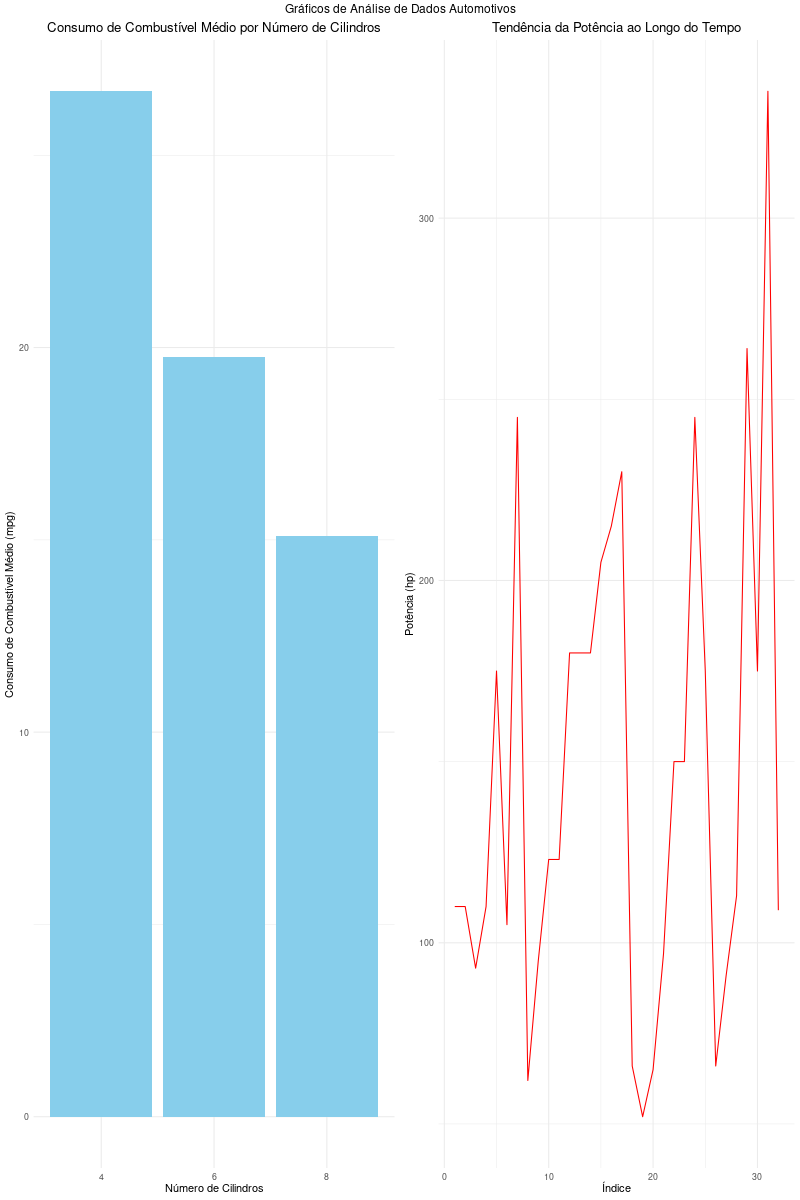 Gráficos de Análise de Dados Automotivos
Consumo de Combustível Médio por Número de Cilindros
Consumo de Combustível Médio (mpg)
20
10
0
4 6 8
Número de Cilindros
Tendência da Potência ao Longo do Tempo
Potência (hp)
300
200
100
0 10 20 30
Índice